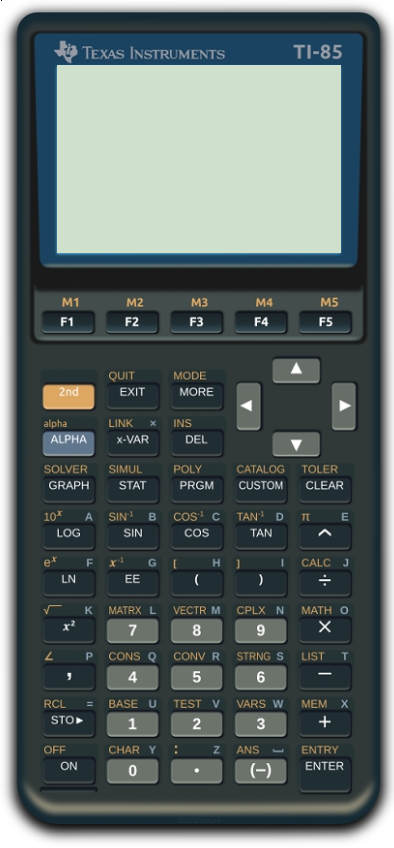 TEXAS INSTRUMENTS TI-85
M1 M2 M3 M4 M5
F1 F2 F3 F4 F5
QUIT MODE
2nd EXIT MORE
alpha LINK × INS
ALPHA x-VAR DEL
SOLVER SIMUL POLY CATALOG TOLER
GRAPH STAT PRGM CUSTOM CLEAR
10ˣ A SIN⁻¹ B COS⁻¹ C TAN⁻¹ D π E
LOG SIN COS TAN ^
eˣ F x⁻¹ G [ H ] I CALC J
LN EE ( ) ÷
√ K MATRX L VECTR M CPLX N MATH O
x² 7 8 9 ×
∠ P CONS Q CONV R STRNG S LIST T
, 4 5 6 −
RCL = BASE U TEST V VARS W MEM X
STO► 1 2 3 +
OFF CHAR Y : Z ANS ⎵ ENTRY
ON 0 . (−) ENTER